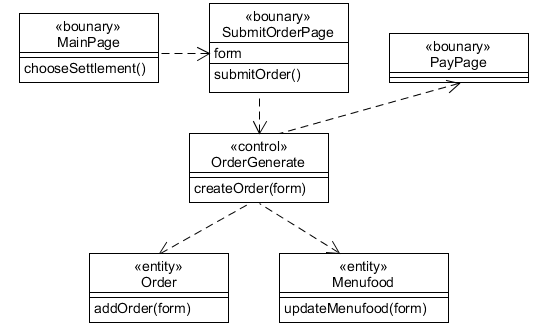 «bounary»
MainPage
chooseSettlement()
«bounary»
SubmitOrderPage
form
submitOrder()
«bounary»
PayPage
«control»
OrderGenerate
createOrder(form)
«entity»
Order
addOrder(form)
«entity»
Menufood
updateMenufood(form)